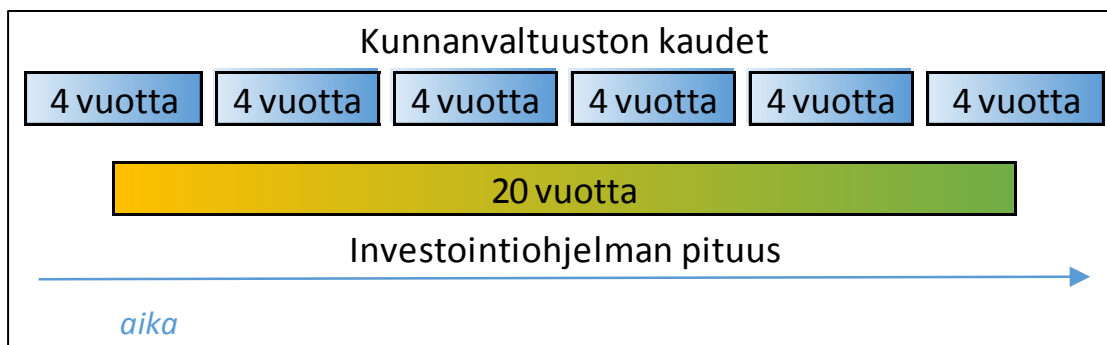 Kunnanvaltuuston kaudet
4 vuotta 4 vuotta 4 vuotta 4 vuotta 4 vuotta 4 vuotta
20 vuotta
Investointiohjelman pituus
aika